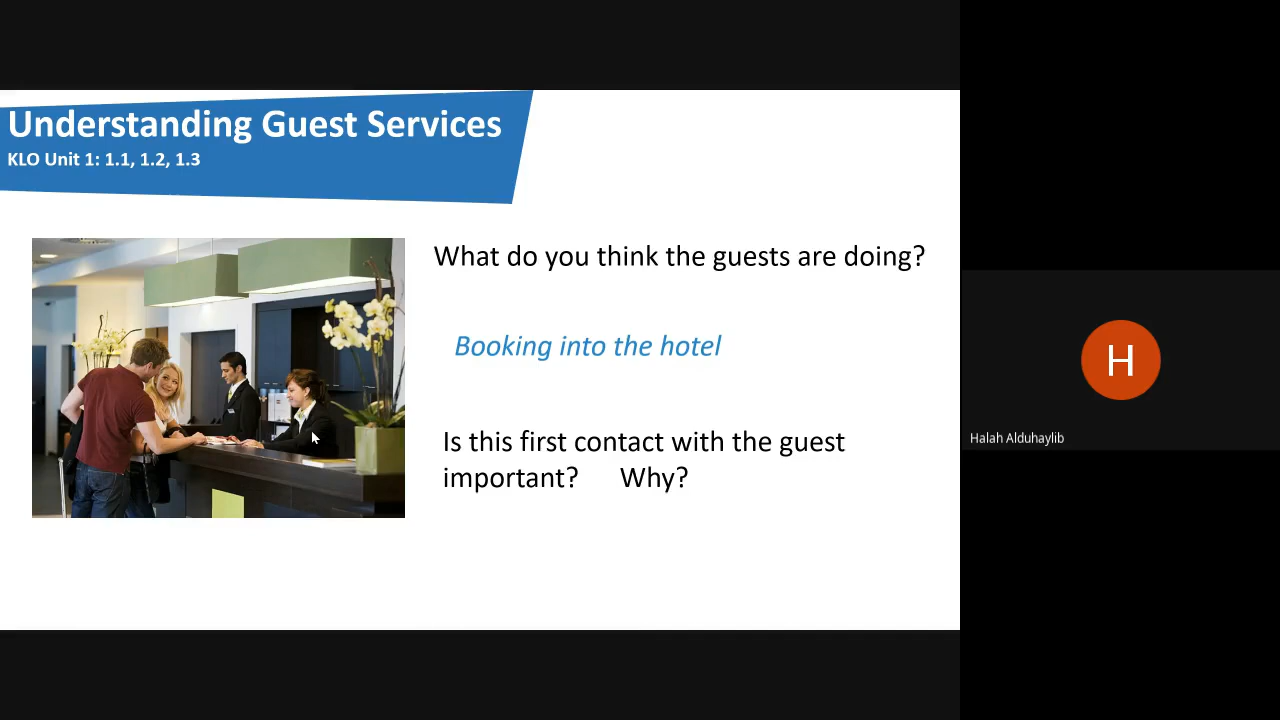 Understanding Guest Services
KLO Unit 1: 1.1, 1.2, 1.3
What do you think the guests are doing?
Booking into the hotel
Is this first contact with the guest
important? Why?
H
Halah Alduhaylib